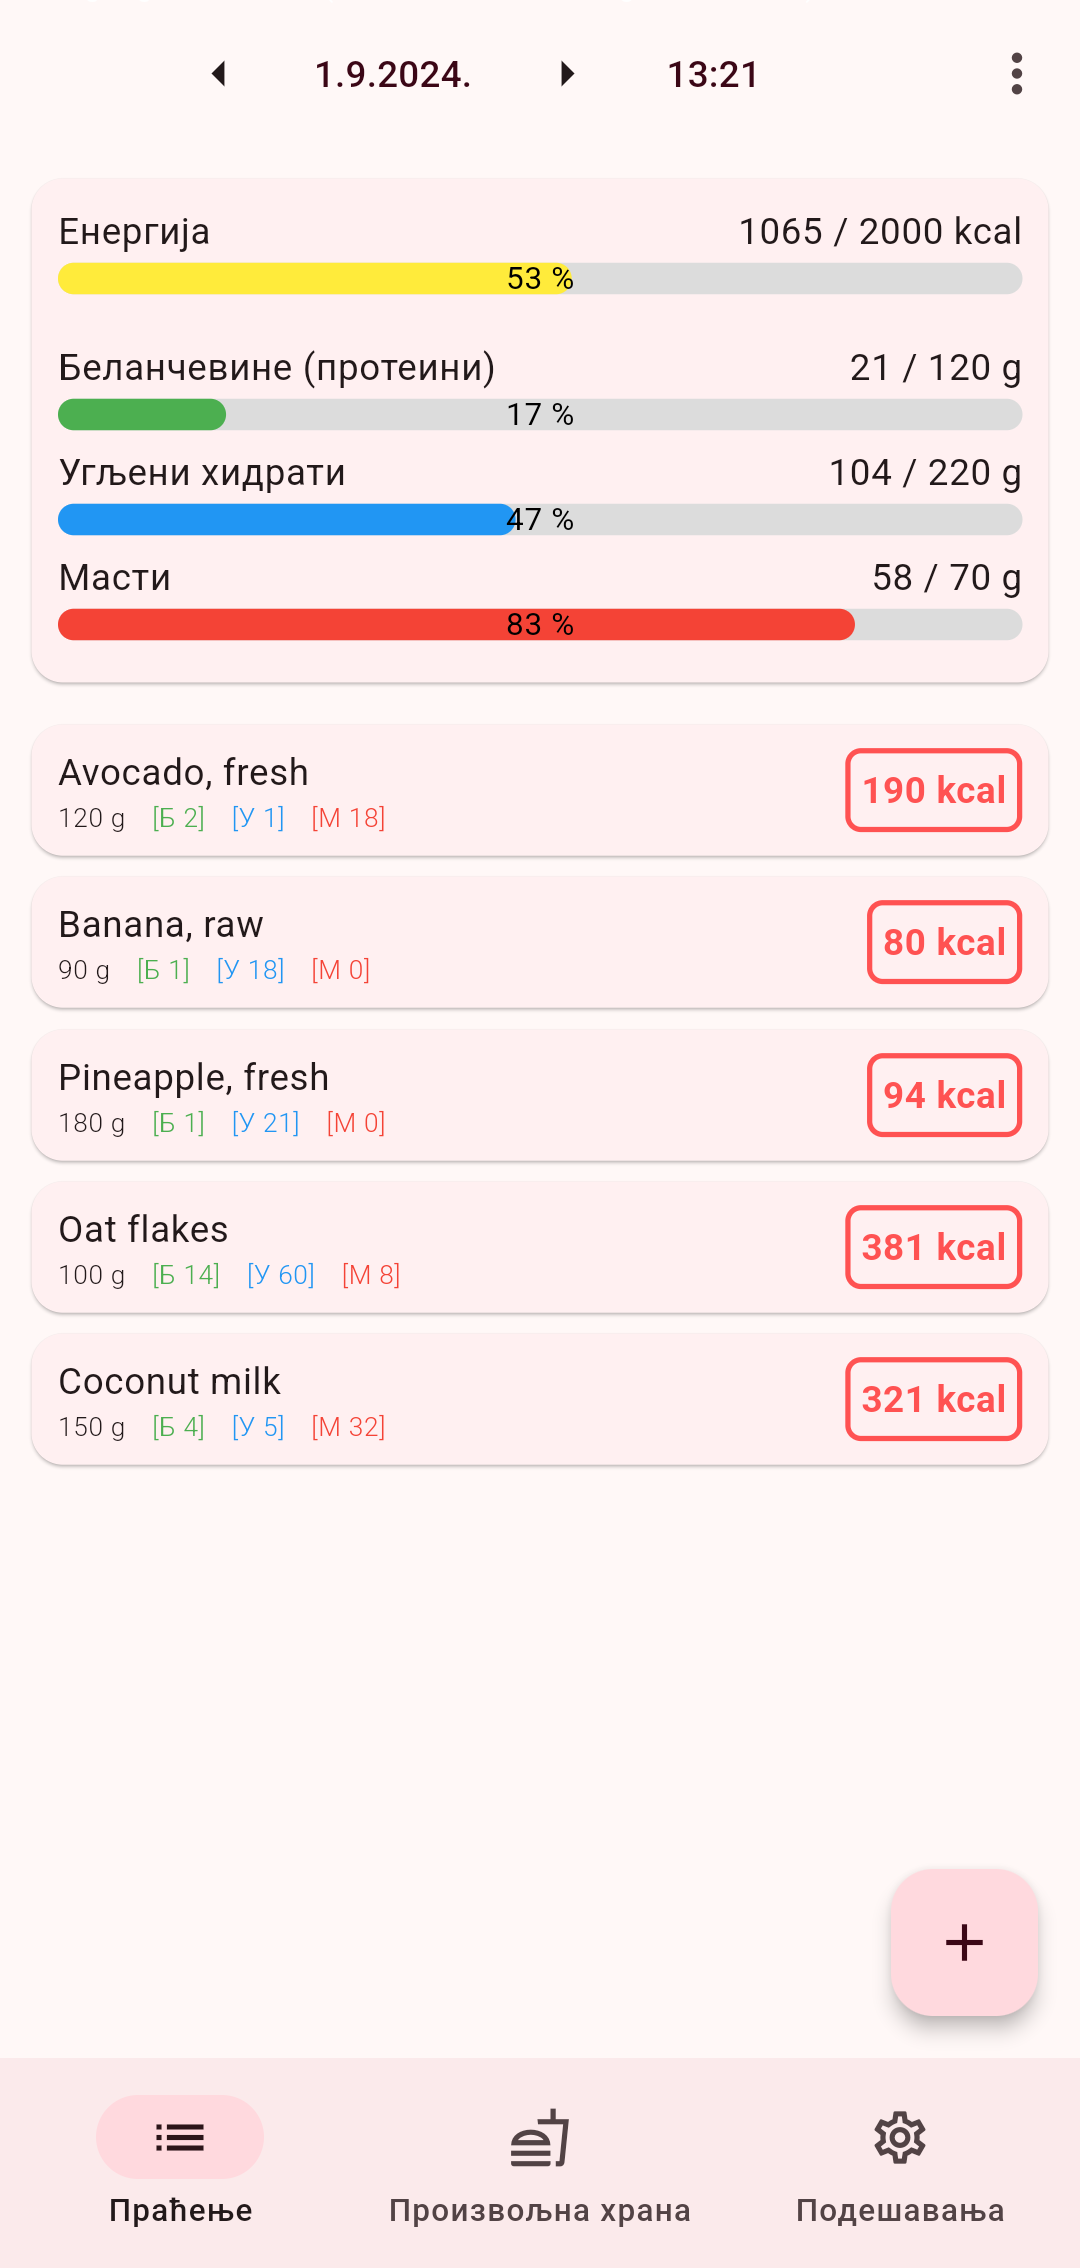 1.9.2024. 13:21
Енергија 1065 / 2000 kcal
53 %
Беланчевине (протеини) 21 / 120 g
17 %
Угљени хидрати 104 / 220 g
47 %
Масти 58 / 70 g
83 %
Avocado, fresh
190 kcal
120 g [Б 2] [У 1] [М 18]
Banana, raw
80 kcal
90 g [Б 1] [У 18] [М 0]
Pineapple, fresh
94 kcal
180 g [Б 1] [У 21] [М 0]
Oat flakes
381 kcal
100 g [Б 14] [У 60] [М 8]
Coconut milk
321 kcal
150 g [Б 4] [У 5] [М 32]
Праћење Произвољна храна Подешавања